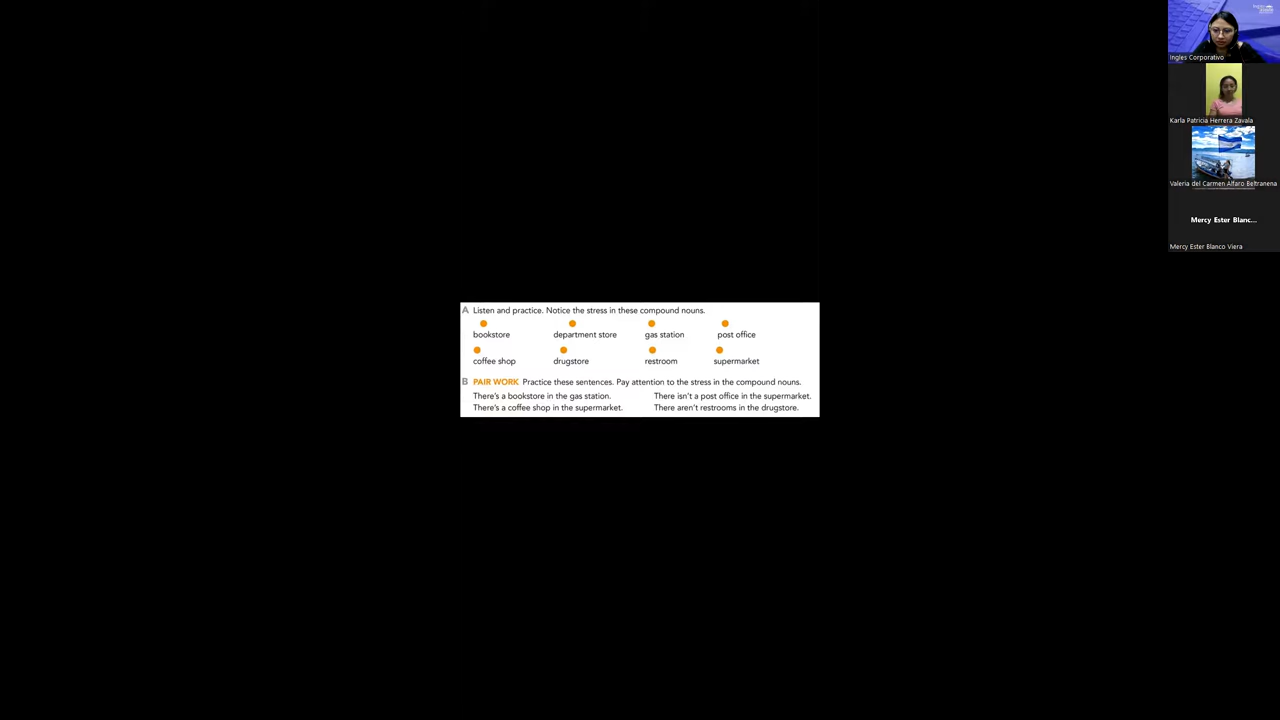 Ingles Corporativo
Karla Patricia Herrera Zavala
Valeria del Carmen Alfaro Beltranena
Mercy Ester Blanc...
Mercy Ester Blanco Viera
A Listen and practice. Notice the stress in these compound nouns.
bookstore department store gas station post office
coffee shop drugstore restroom supermarket
B PAIR WORK Practice these sentences. Pay attention to the stress in the compound nouns.
There's a bookstore in the gas station. There isn't a post office in the supermarket.
There's a coffee shop in the supermarket. There aren't restrooms in the drugstore.